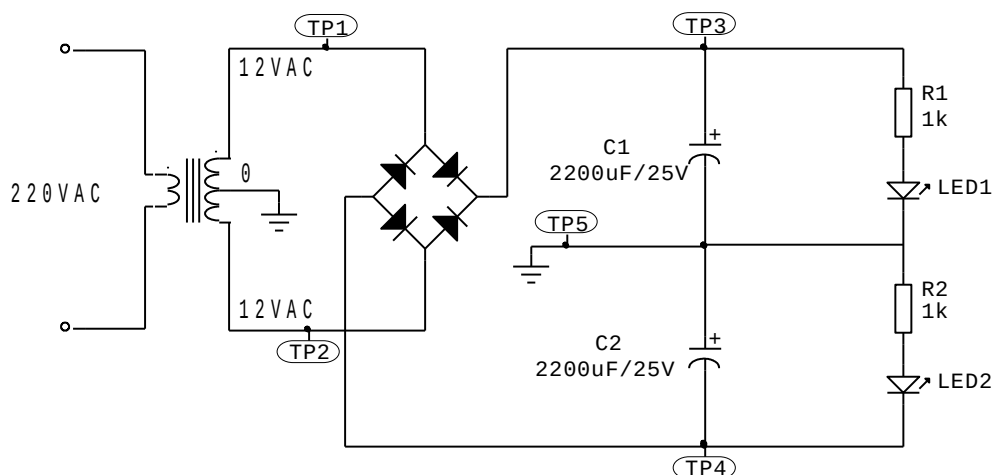 TP1
TP3
12VAC
R1
1k
+
C1
2200uF/25V
0
LED1
220VAC
TP5
R2
1k
12VAC
+
C2
TP2
2200uF/25V
LED2
TP4